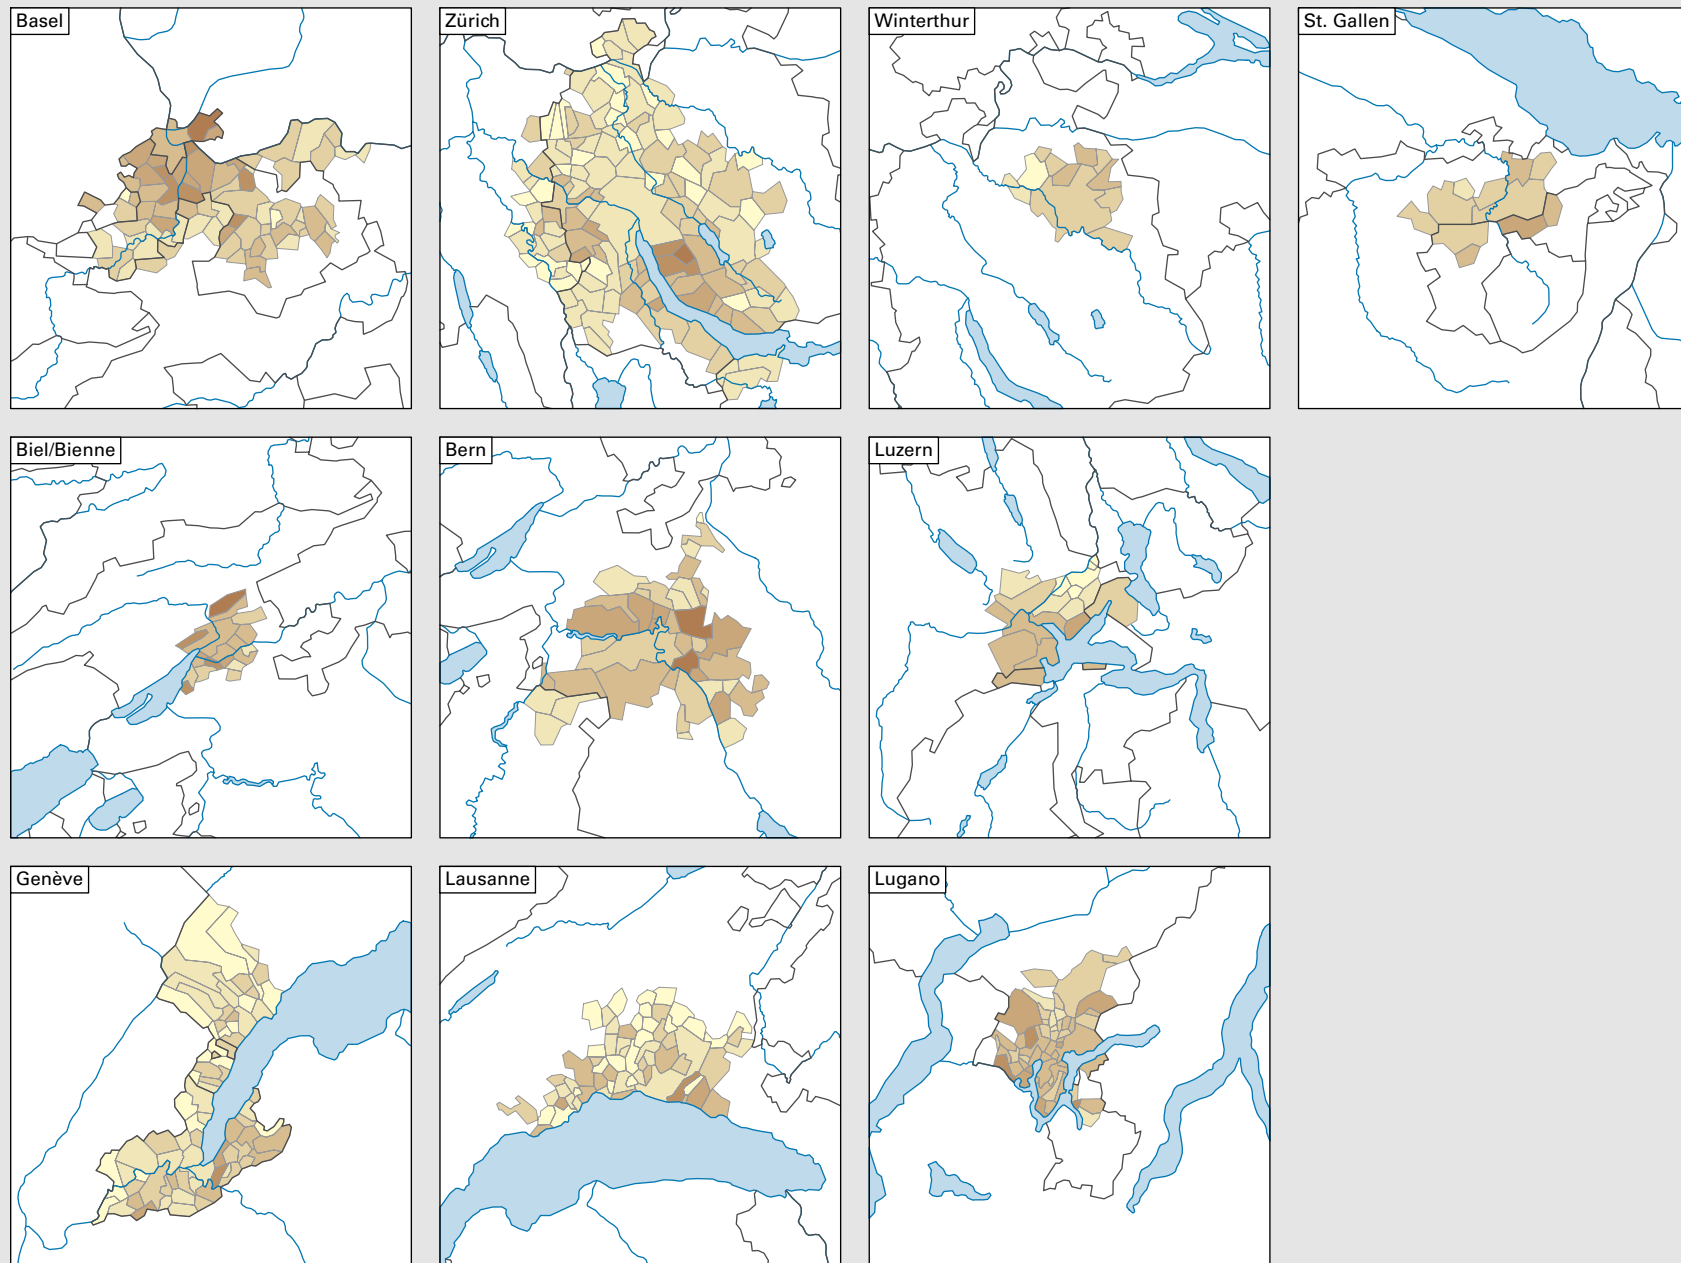 Basel
Zürich
Winterthur
St. Gallen
Biel/Bienne
Bern
Luzern
Genève
Lausanne
Lugano